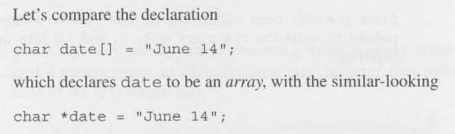 Let's compare the declaration
char date[] = "June 14";
which declares date to be an array, with the similar-looking
char *date = "June 14";